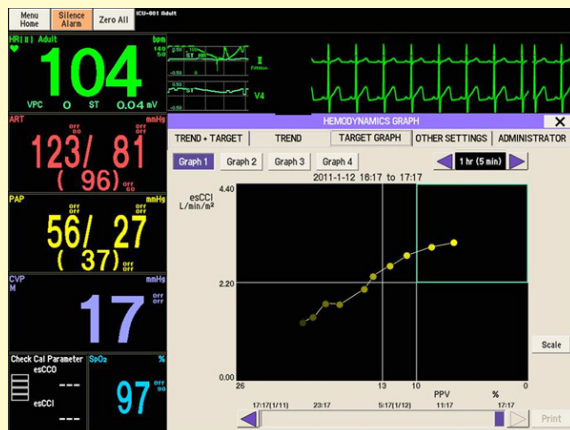 Menu Home
Silence Alarm
Zero All
ICU-001 Adult
HR[II] Adult
bpm
104
VPC 0 ST 0.04 mV
II
V4
ART
mmHg
123/ 81
( 96)
PAP
mmHg
56/ 27
( 37)
CVP
mmHg
M
17
Check Cal Parameter
esCCO
---
esCCI
---
SpO2
%
97
HEMODYNAMICS GRAPH
TREND + TARGET
TREND
TARGET GRAPH
OTHER SETTINGS
ADMINISTRATOR
Graph 1
Graph 2
Graph 3
Graph 4
1 hr (5 min)
2011-1-12 16:17 to 17:17
esCCI
L/min/m²
4.40
2.20
0.00
26
13
10
0
PPV %
17:17(1/11)
23:17
5:17(1/12)
11:17
17:17
Scale
Print